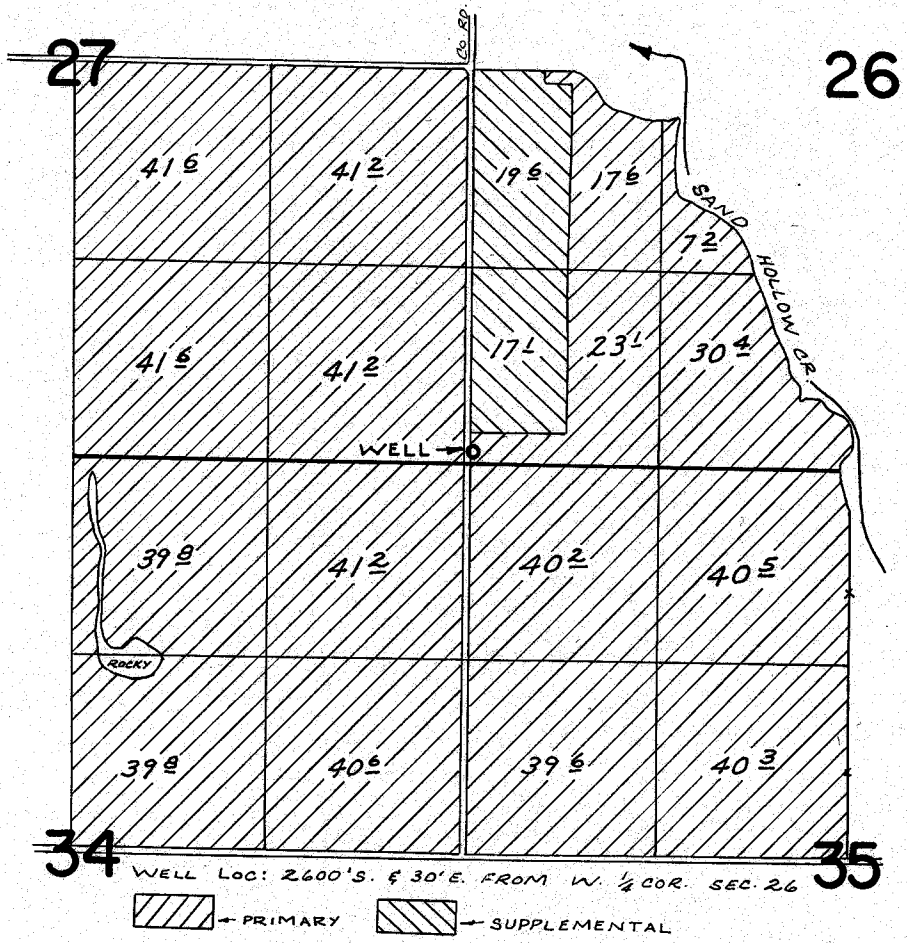 27
CO. RD.
26
41 6
41 2
19 6
17 6
SAND
HOLLOW CR.
7 2
41 6
41 2
17 1
23 1
30 4
WELL
39 8
41 2
40 2
40 5
ROCKY
39 8
40 6
39 6
40 3
34
35
WELL LOC: 2600'S. & 30'E. FROM W. 1/4 COR. SEC. 26
PRIMARY
SUPPLEMENTAL